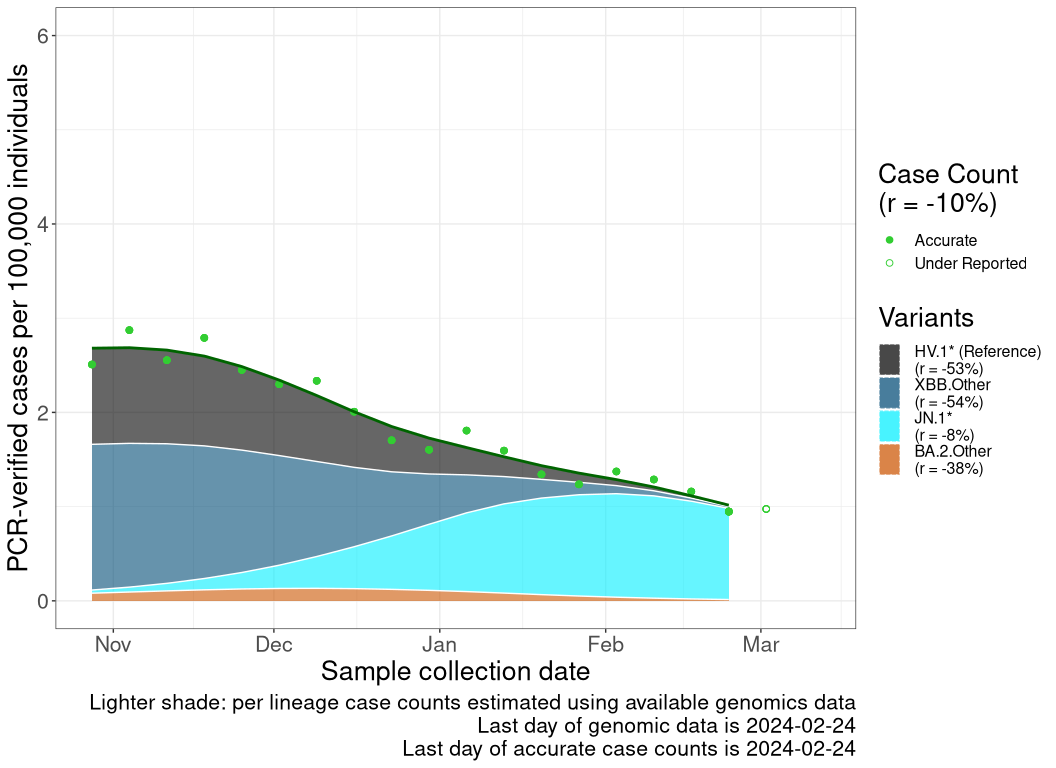 PCR-verified cases per 100,000 individuals
6
4
2
0
Nov
Dec
Jan
Feb
Mar
Sample collection date
Lighter shade: per lineage case counts estimated using available genomics data
Last day of genomic data is 2024-02-24
Last day of accurate case counts is 2024-02-24
Case Count
(r = -10%)
Accurate
Under Reported
Variants
HV.1* (Reference)
(r = -53%)
XBB.Other
(r = -54%)
JN.1*
(r = -8%)
BA.2.Other
(r = -38%)